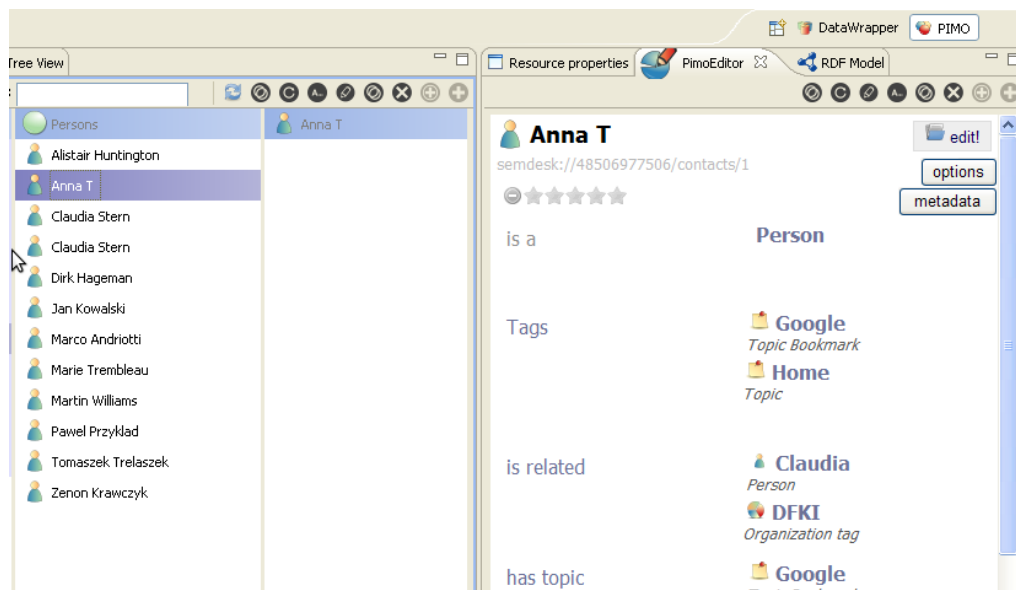 DataWrapper
PIMO
Tree View
Resource properties
PimoEditor
RDF Model
Persons
Alistair Huntington
Anna T
Claudia Stern
Claudia Stern
Dirk Hageman
Jan Kowalski
Marco Andriotti
Marie Trembleau
Martin Williams
Pawel Przyklad
Tomaszek Trelaszek
Zenon Krawczyk
Anna T
Anna T
edit!
semdesk://48506977506/contacts/1
options
metadata
is a
Person
Tags
Google
Topic Bookmark
Home
Topic
is related
Claudia
Person
DFKI
Organization tag
has topic
Google